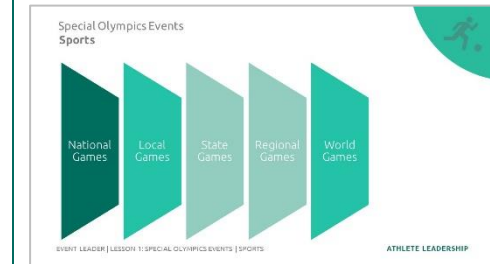 Special Olympics Events
Sports
National
Games
Local
Games
State
Games
Regional
Games
World
Games
EVENT LEADER | LESSON 1: SPECIAL OLYMPICS EVENTS | SPORTS
ATHLETE LEADERSHIP